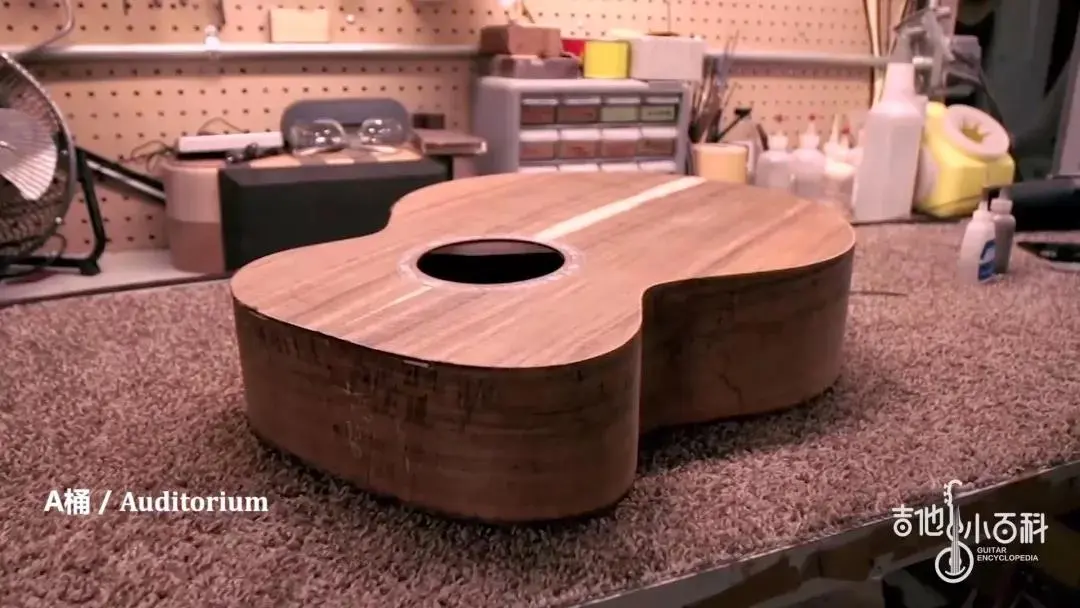 A桶 / Auditorium
吉他小百科
GUITAR
ENCYCLOPEDIA